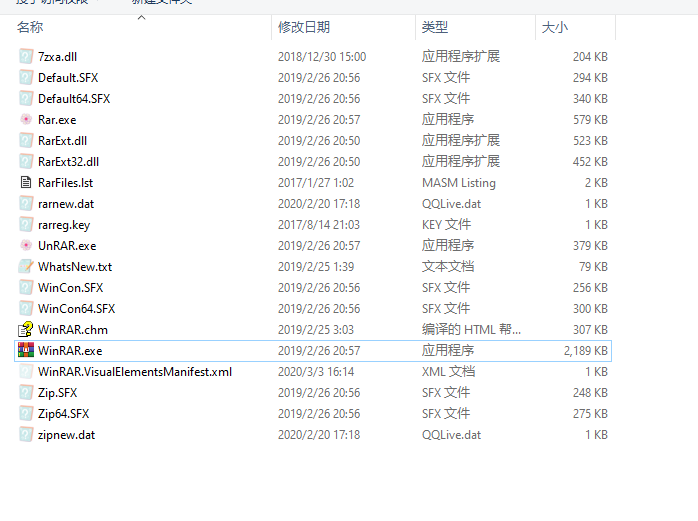 授予访问权限 新建文件夹
名称 修改日期 类型 大小
7zxa.dll 2018/12/30 15:00 应用程序扩展 204 KB
Default.SFX 2019/2/26 20:56 SFX 文件 294 KB
Default64.SFX 2019/2/26 20:56 SFX 文件 340 KB
Rar.exe 2019/2/26 20:57 应用程序 579 KB
RarExt.dll 2019/2/26 20:50 应用程序扩展 523 KB
RarExt32.dll 2019/2/26 20:50 应用程序扩展 452 KB
RarFiles.lst 2017/1/27 1:02 MASM Listing 2 KB
rarnew.dat 2020/2/20 17:18 QQLive.dat 1 KB
rarreg.key 2017/8/14 21:03 KEY 文件 1 KB
UnRAR.exe 2019/2/26 20:57 应用程序 379 KB
WhatsNew.txt 2019/2/25 1:39 文本文档 79 KB
WinCon.SFX 2019/2/26 20:56 SFX 文件 256 KB
WinCon64.SFX 2019/2/26 20:56 SFX 文件 300 KB
WinRAR.chm 2019/2/25 3:03 编译的 HTML 帮... 307 KB
WinRAR.exe 2019/2/26 20:57 应用程序 2,189 KB
WinRAR.VisualElementsManifest.xml 2020/3/3 16:14 XML 文档 1 KB
Zip.SFX 2019/2/26 20:56 SFX 文件 248 KB
Zip64.SFX 2019/2/26 20:56 SFX 文件 275 KB
zipnew.dat 2020/2/20 17:18 QQLive.dat 1 KB